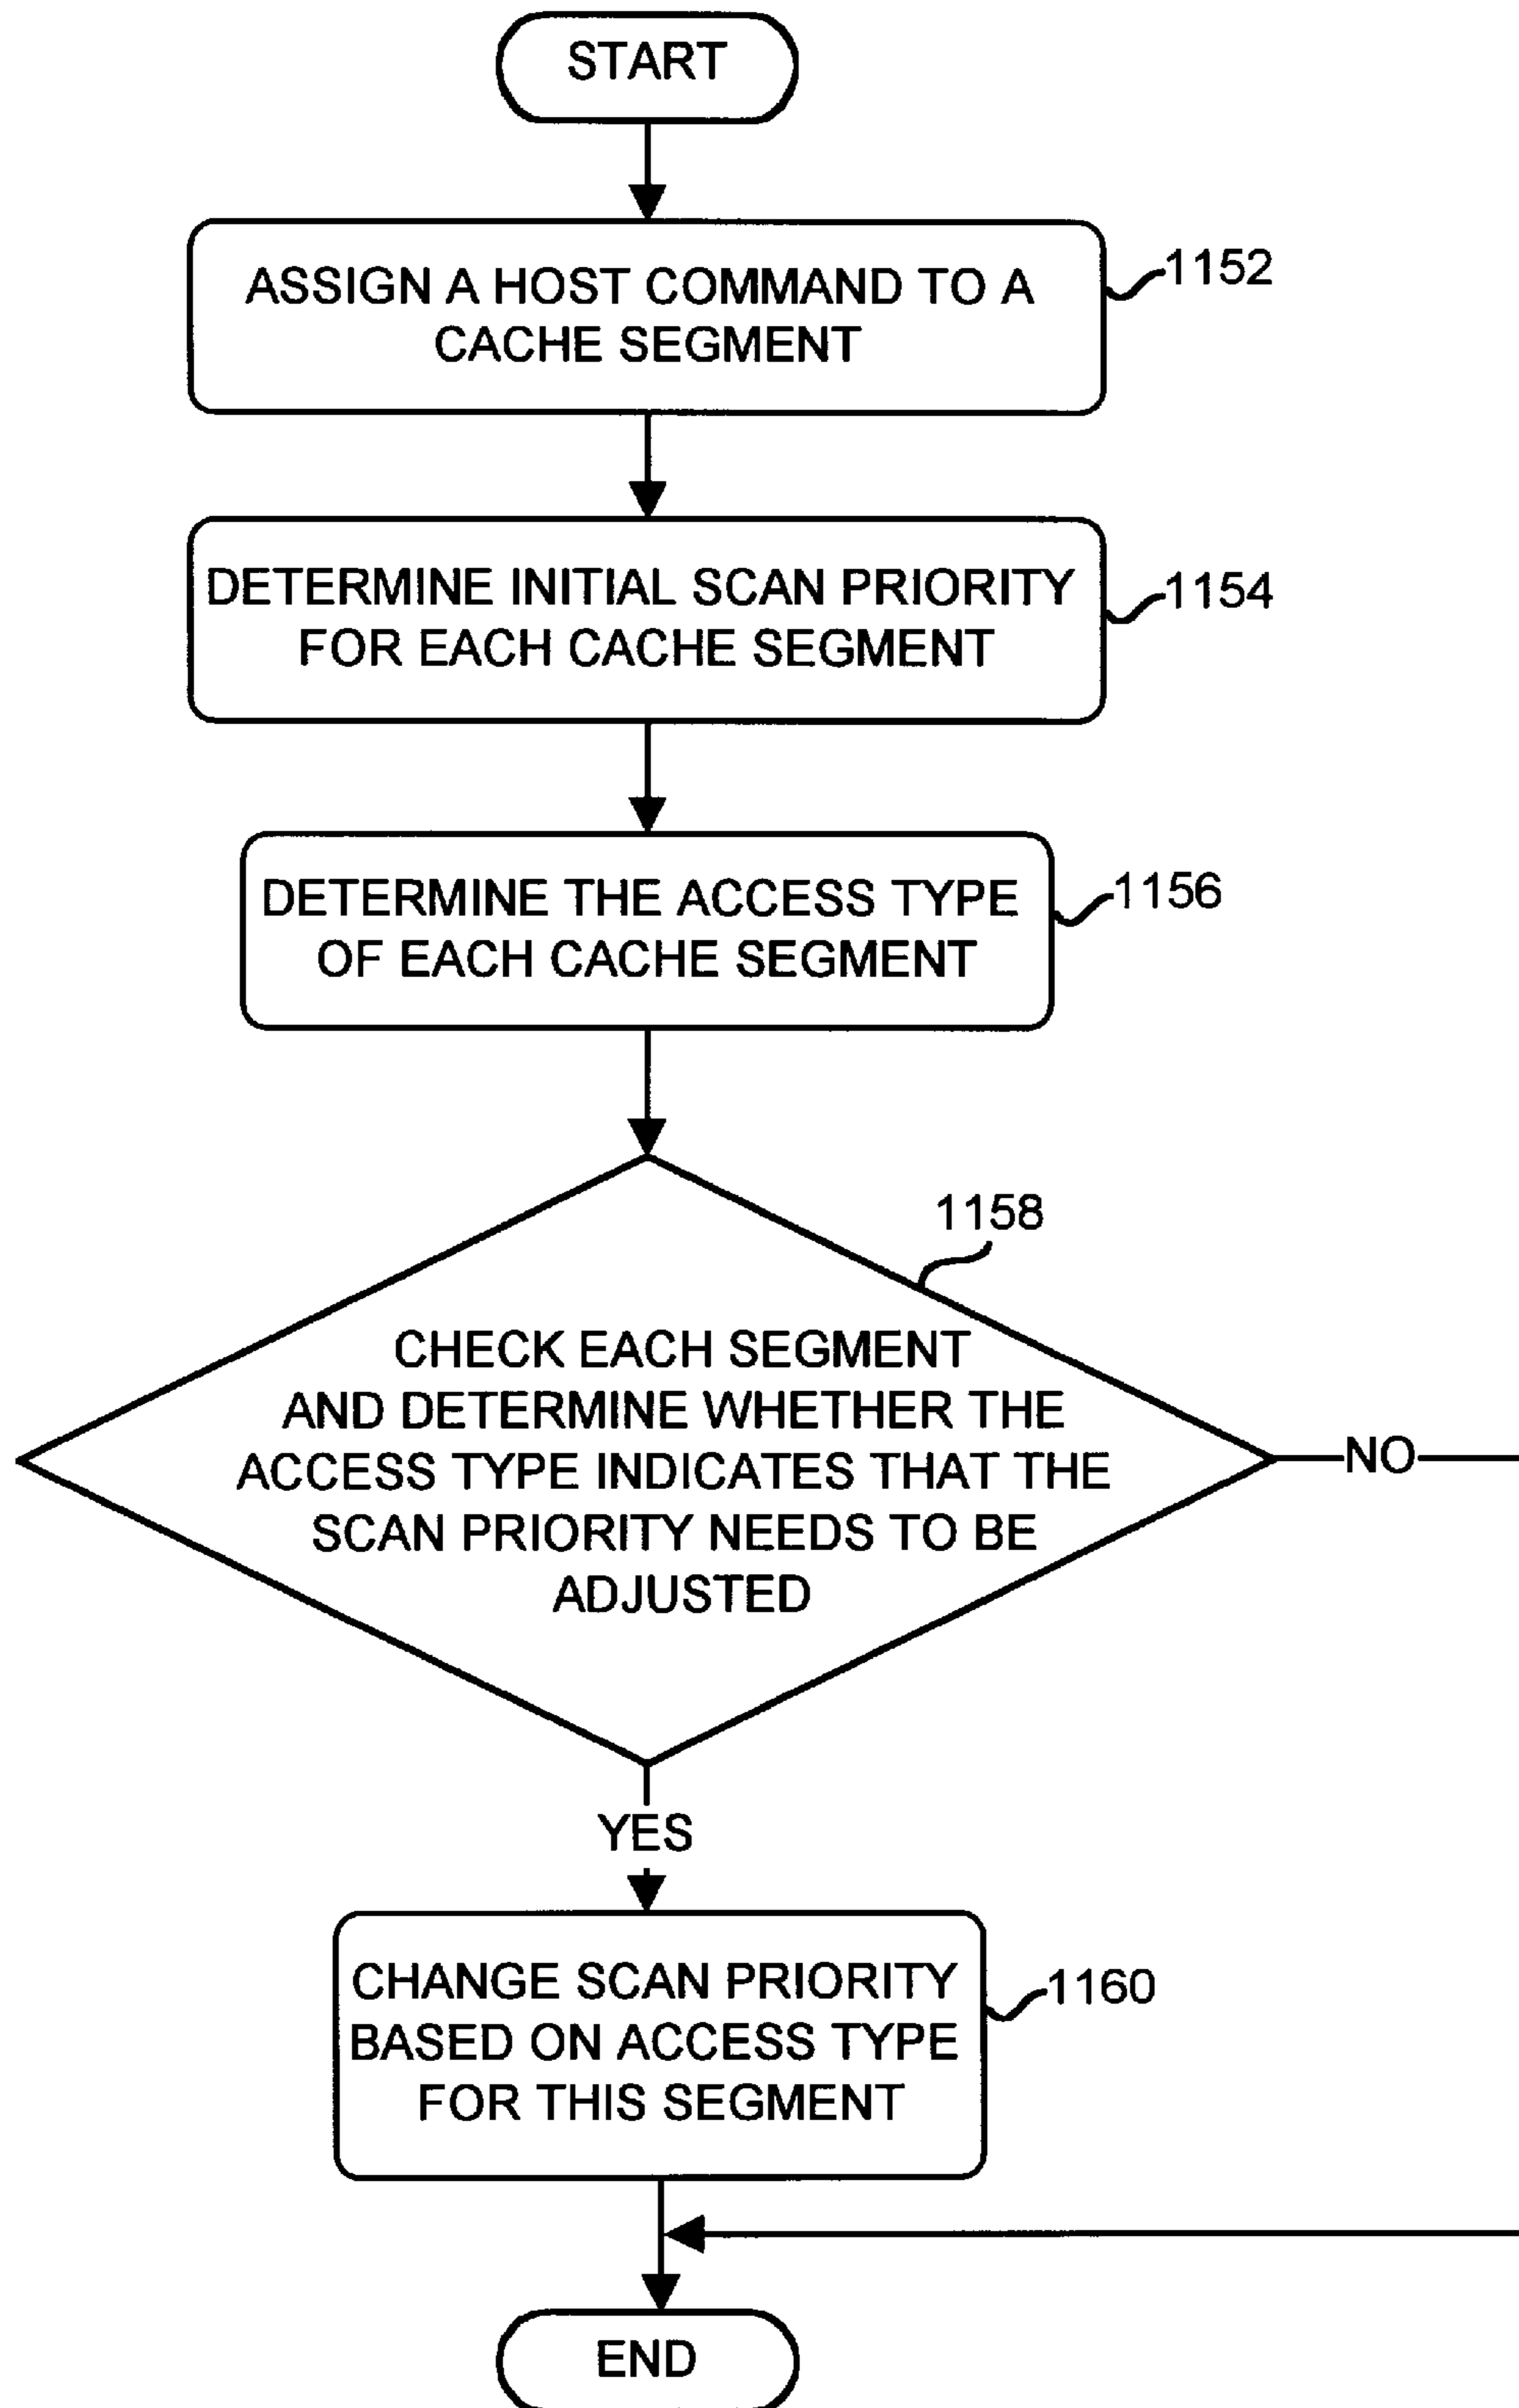 START
ASSIGN A HOST COMMAND TO A
CACHE SEGMENT
1152
DETERMINE INITIAL SCAN PRIORITY
FOR EACH CACHE SEGMENT
1154
DETERMINE THE ACCESS TYPE
OF EACH CACHE SEGMENT
1156
1158
CHECK EACH SEGMENT
AND DETERMINE WHETHER THE
ACCESS TYPE INDICATES THAT THE
SCAN PRIORITY NEEDS TO BE
ADJUSTED
NO
YES
CHANGE SCAN PRIORITY
BASED ON ACCESS TYPE
FOR THIS SEGMENT
1160
END